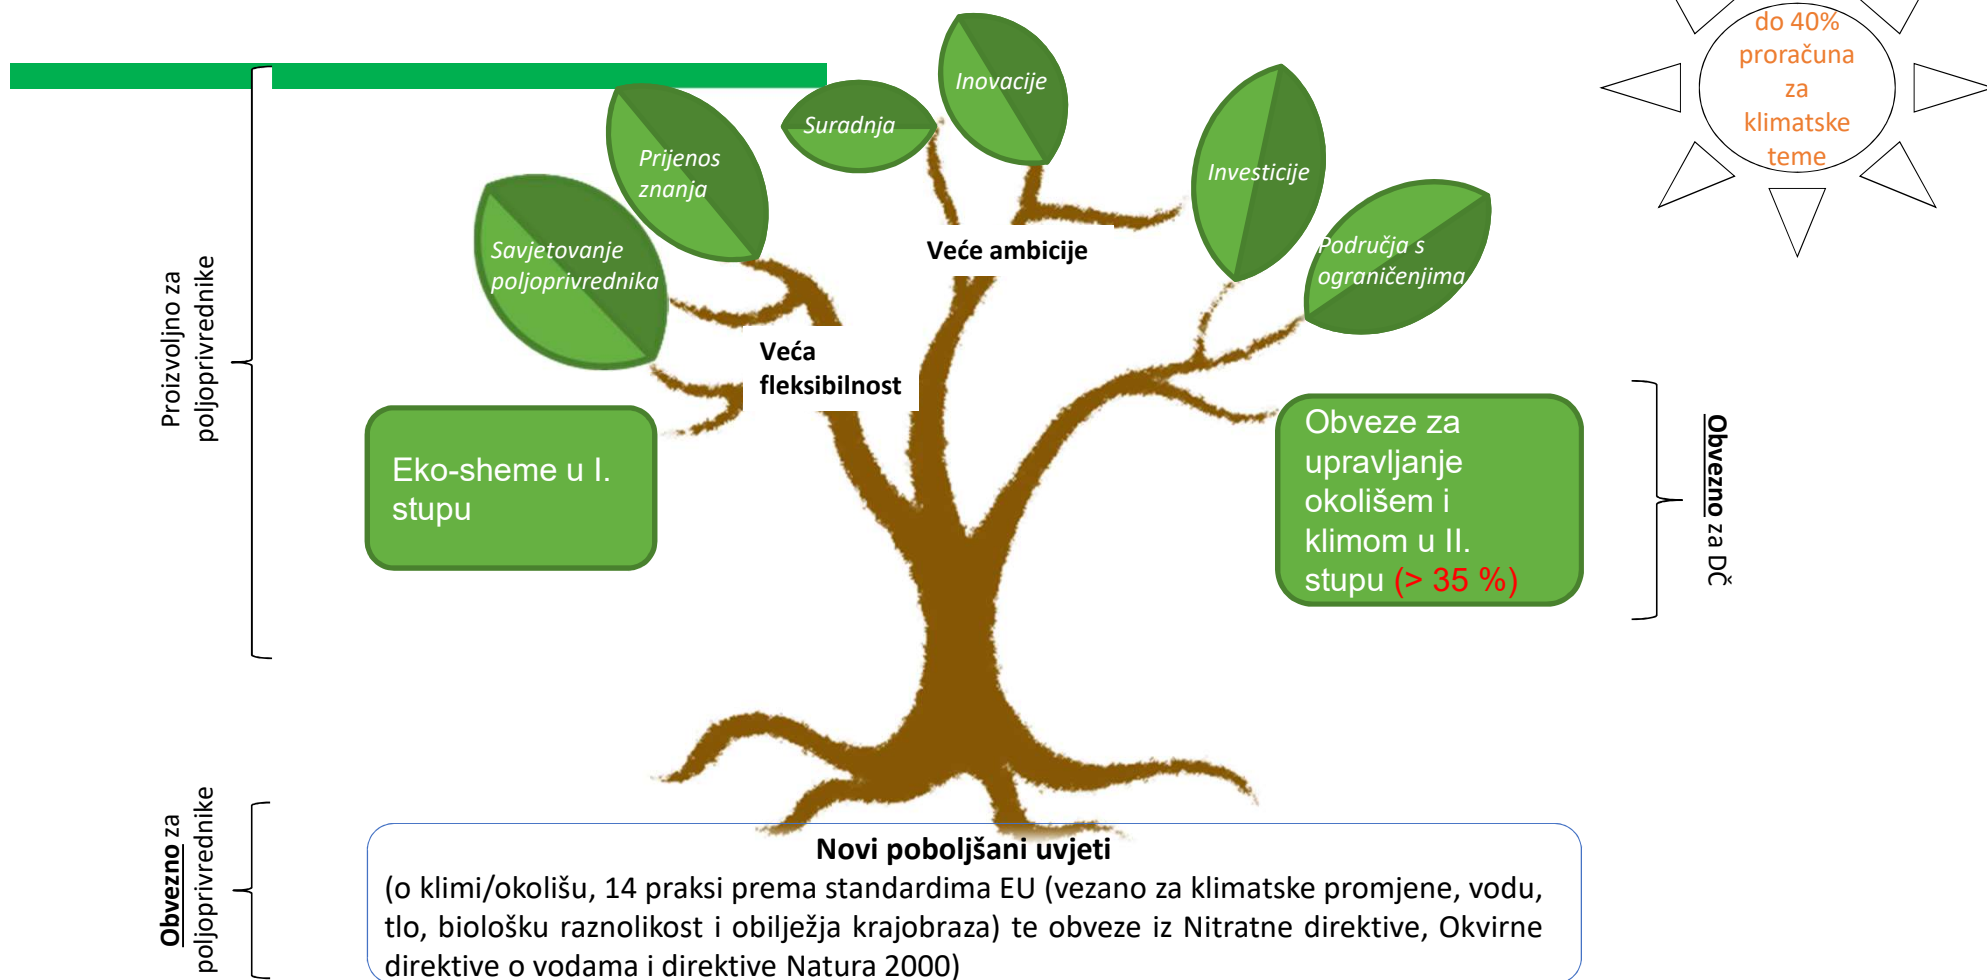 do 40%
proračuna
za
klimatske
teme
Inovacije
Suradnja
Prijenos
znanja
Investicije
Savjetovanje
poljoprivrednika
Područja s
ograničenjima
Veće ambicije
Veća
fleksibilnost
Proizvoljno za
poljoprivrednike
Eko-sheme u I.
stupu
Obveze za
upravljanje
okolišem i
klimom u II.
stupu (> 35 %)
Obvezno za DČ
Obvezno za
poljoprivrednike
Novi poboljšani uvjeti
(o klimi/okolišu, 14 praksi prema standardima EU (vezano za klimatske promjene, vodu,
tlo, biološku raznolikost i obilježja krajobraza) te obveze iz Nitratne direktive, Okvirne
direktive o vodama i direktive Natura 2000)